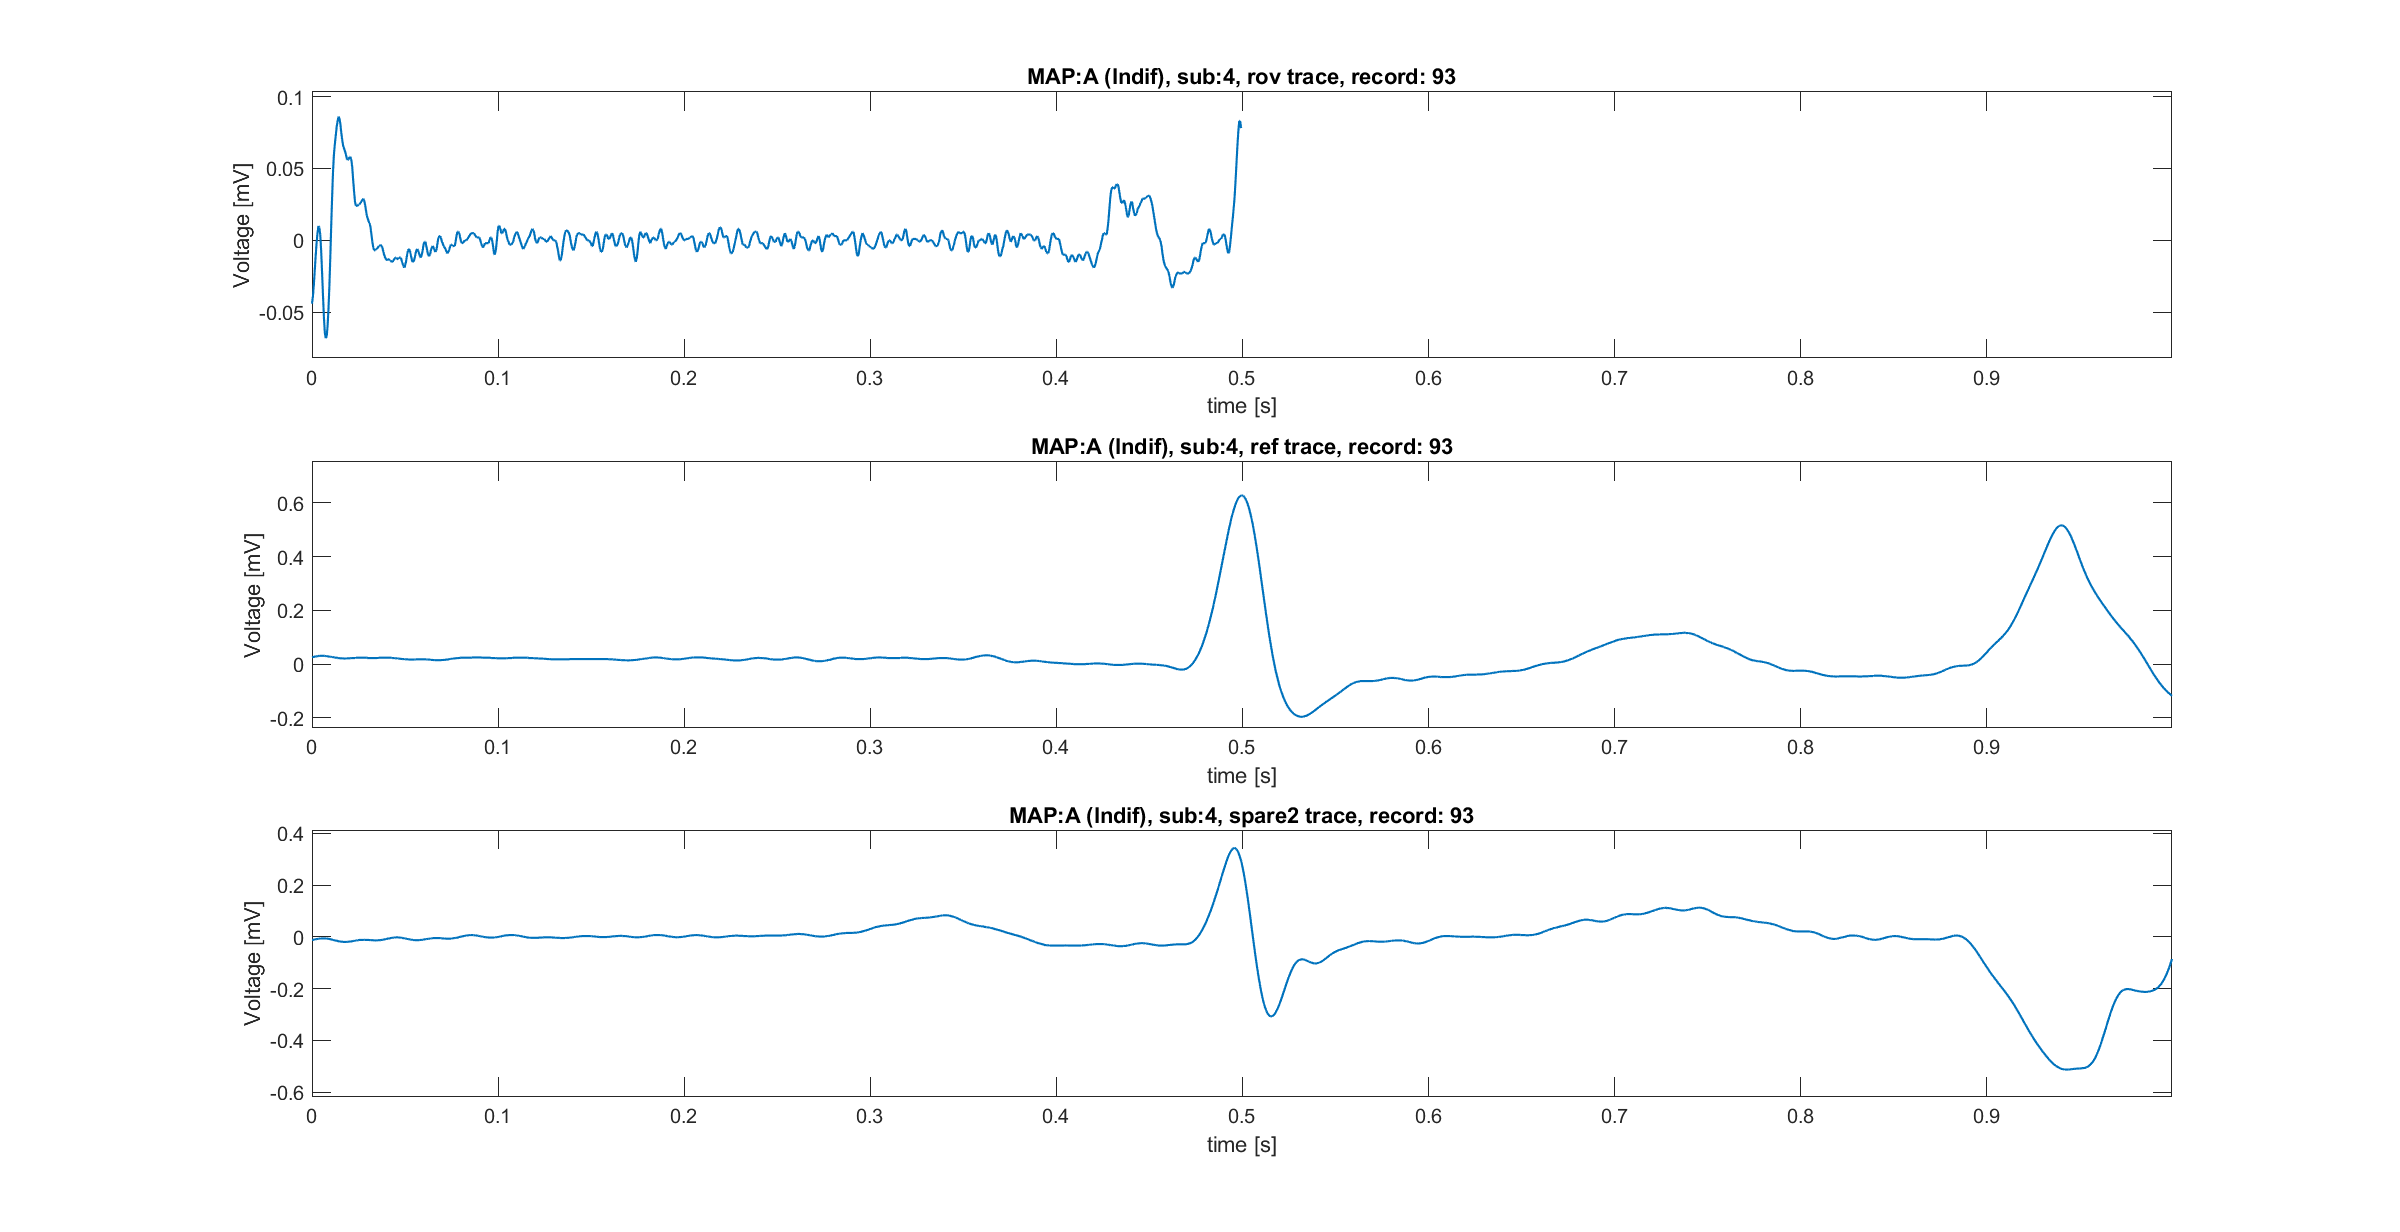 MAP:A (Indif), sub:4, rov trace, record: 93
0.1
0.05
0
-0.05
Voltage [mV]
0 0.1 0.2 0.3 0.4 0.5 0.6 0.7 0.8 0.9
time [s]
MAP:A (Indif), sub:4, ref trace, record: 93
0.6
0.4
0.2
0
-0.2
Voltage [mV]
0 0.1 0.2 0.3 0.4 0.5 0.6 0.7 0.8 0.9
time [s]
MAP:A (Indif), sub:4, spare2 trace, record: 93
0.4
0.2
0
-0.2
-0.4
-0.6
Voltage [mV]
0 0.1 0.2 0.3 0.4 0.5 0.6 0.7 0.8 0.9
time [s]